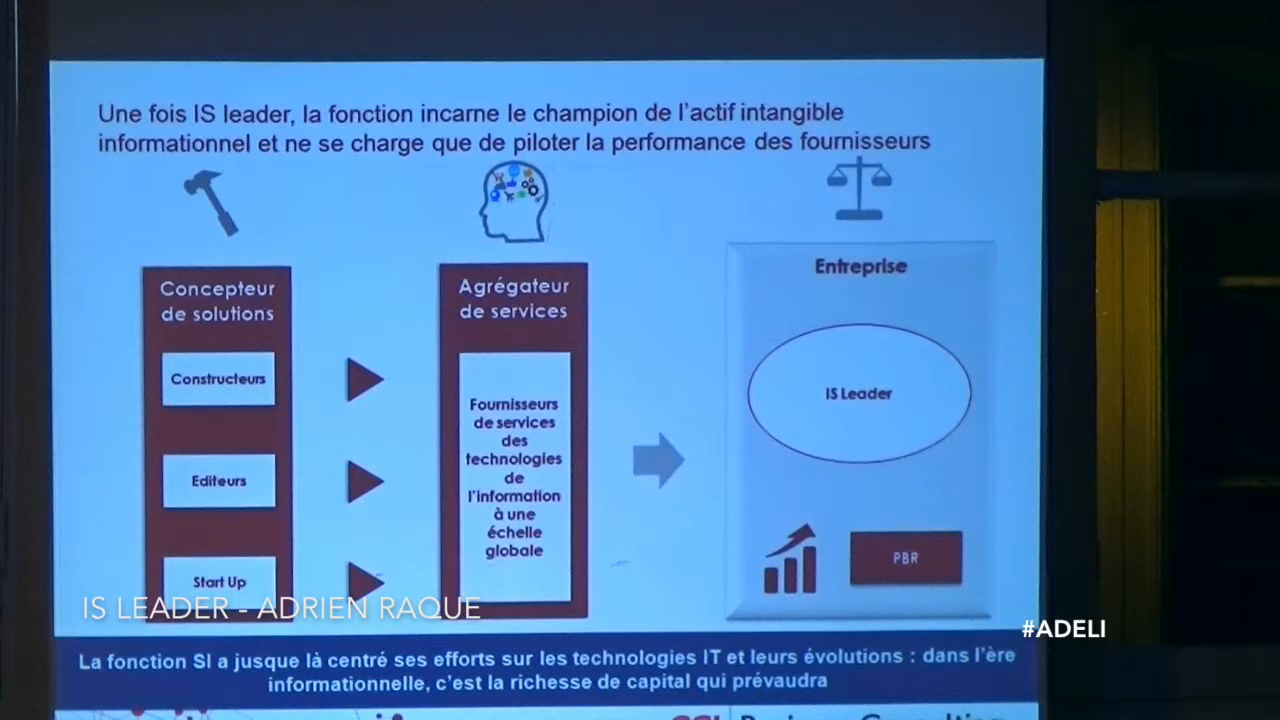 Une fois IS leader, la fonction incarne le champion de l'actif intangible
informationnel et ne se charge que de piloter la performance des fournisseurs
Concepteur
de solutions
Constructeurs
Editeurs
Start Up
Agrégateur
de services
Fournisseurs
de services
des
technologies
de
l'information
à une
échelle
globale
Entreprise
IS Leader
PBR
IS LEADER - ADRIEN RAQUE
#ADELI
La fonction SI a jusque là centré ses efforts sur les technologies IT et leurs évolutions : dans l'ère
informationnelle, c'est la richesse de capital qui prévaudra